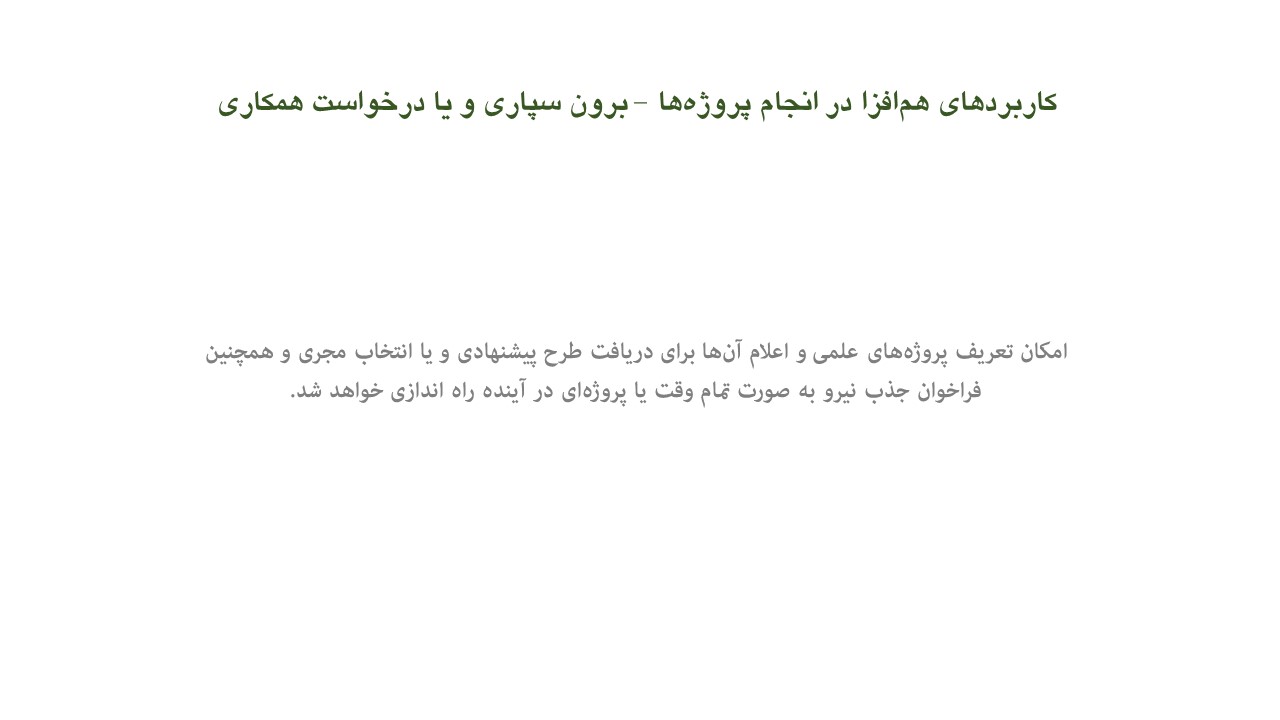 کاربردهای هم‌افزا در انجام پروژه‌ها – برون سپاری و یا درخواست همکاری
امکان تعریف پروژه‌های علمی و اعلام آن‌ها برای دریافت طرح پیشنهادی و یا انتخاب مجری و همچنین
فراخوان جذب نیرو به صورت تمام وقت یا پروژه‌ای در آینده راه اندازی خواهد شد.